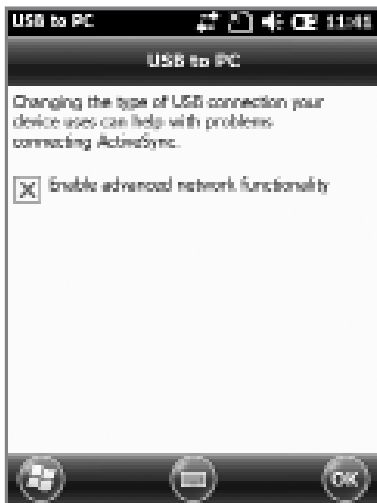 USB to PC 11:41
USB to PC
Changing the type of USB connection your
device uses can help with problems
connecting ActiveSync.
Enable advanced network functionality
OK